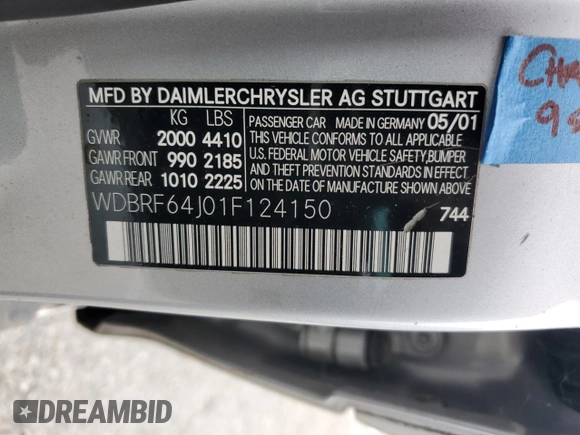 MFD BY DAIMLERCHRYSLER AG STUTTGART
KG LBS
GVWR 2000 4410
GAWR FRONT 990 2185
GAWR REAR 1010 2225
PASSENGER CAR MADE IN GERMANY 05/01
THIS VEHICLE CONFORMS TO ALL APPLICABLE
U.S. FEDERAL MOTOR VEHICLE SAFETY, BUMPER
AND THEFT PREVENTION STANDARDS IN EFFECT
ON THE DATE OF MANUFACTURE SHOWN ABOVE
WDBRF64J01F124150
744
DREAMBID